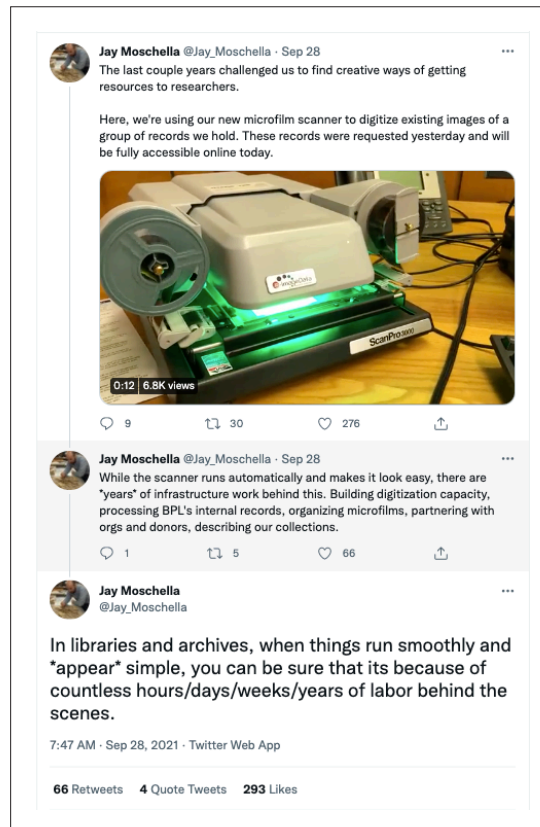 Jay Moschella @Jay_Moschella · Sep 28
The last couple years challenged us to find creative ways of getting
resources to researchers.
Here, we're using our new microfilm scanner to digitize existing images of a
group of records we hold. These records were requested yesterday and will
be fully accessible online today.
imageData
ScanPro 3000
0:12 6.8K views
9 30 276
Jay Moschella @Jay_Moschella · Sep 28
While the scanner runs automatically and makes it look easy, there are
*years* of infrastructure work behind this. Building digitization capacity,
processing BPL's internal records, organizing microfilms, partnering with
orgs and donors, describing our collections.
1 5 66
Jay Moschella
@Jay_Moschella
In libraries and archives, when things run smoothly and
*appear* simple, you can be sure that its because of
countless hours/days/weeks/years of labor behind the
scenes.
7:47 AM · Sep 28, 2021 · Twitter Web App
66 Retweets 4 Quote Tweets 293 Likes